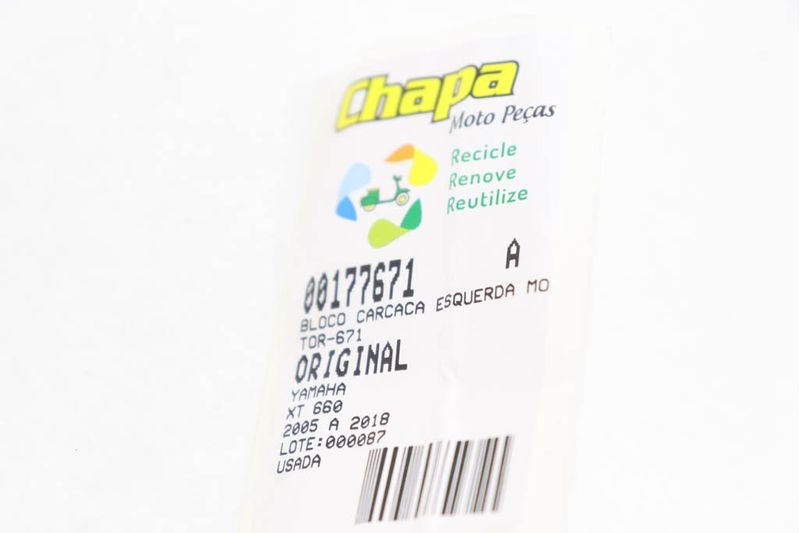 Chapa
Moto Peças
Recicle
Renove
Reutilize
00177671 A
BLOCO CARCACA ESQUERDA MO
TOR-671
ORIGINAL
YAMAHA
XT 660
2005 A 2018
LOTE:000087
USADA